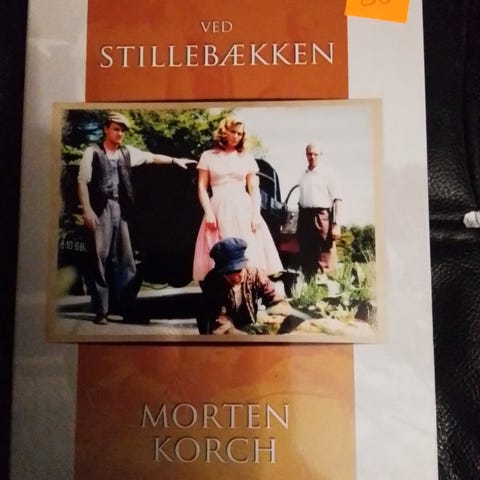 VED
STILLEBÆKKEN
MORTEN
KORCH